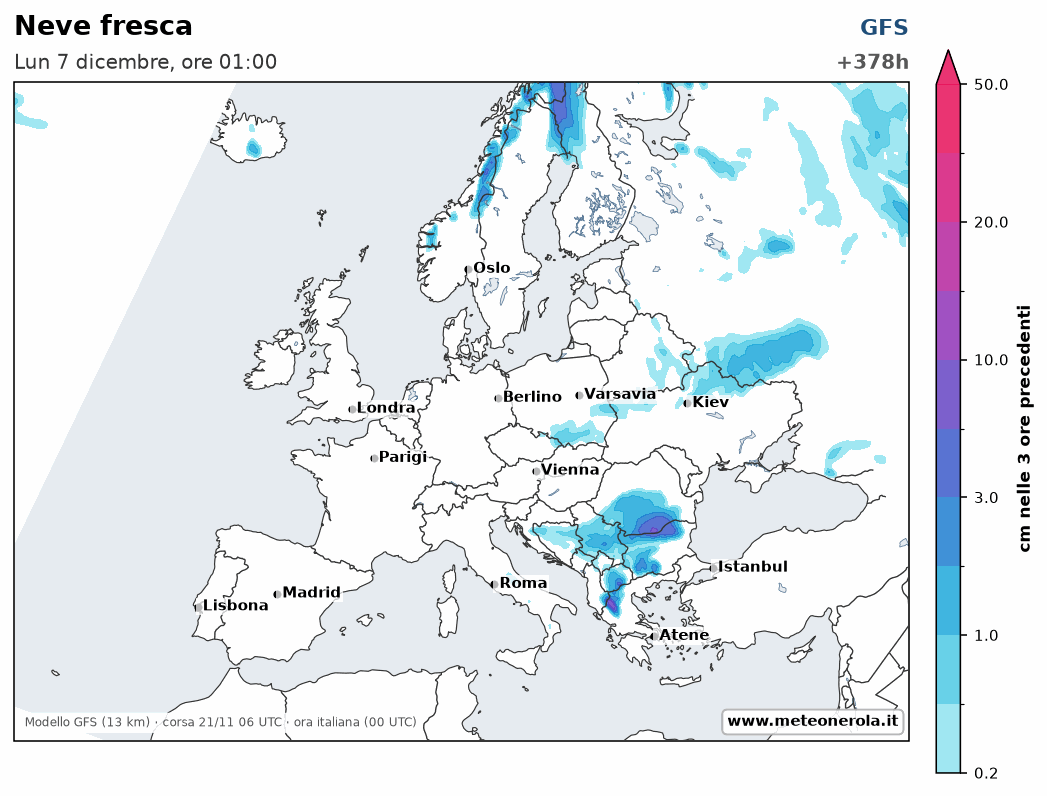 Neve fresca
GFS
Lun 7 dicembre, ore 01:00
+378h
50.0
20.0
10.0
3.0
1.0
0.2
cm nelle 3 ore precedenti
Oslo
Berlino
Varsavia
Kiev
Londra
Parigi
Vienna
Istanbul
Roma
Madrid
Lisbona
Atene
Modello GFS (13 km) · corsa 21/11 06 UTC · ora italiana (00 UTC)
www.meteonerola.it